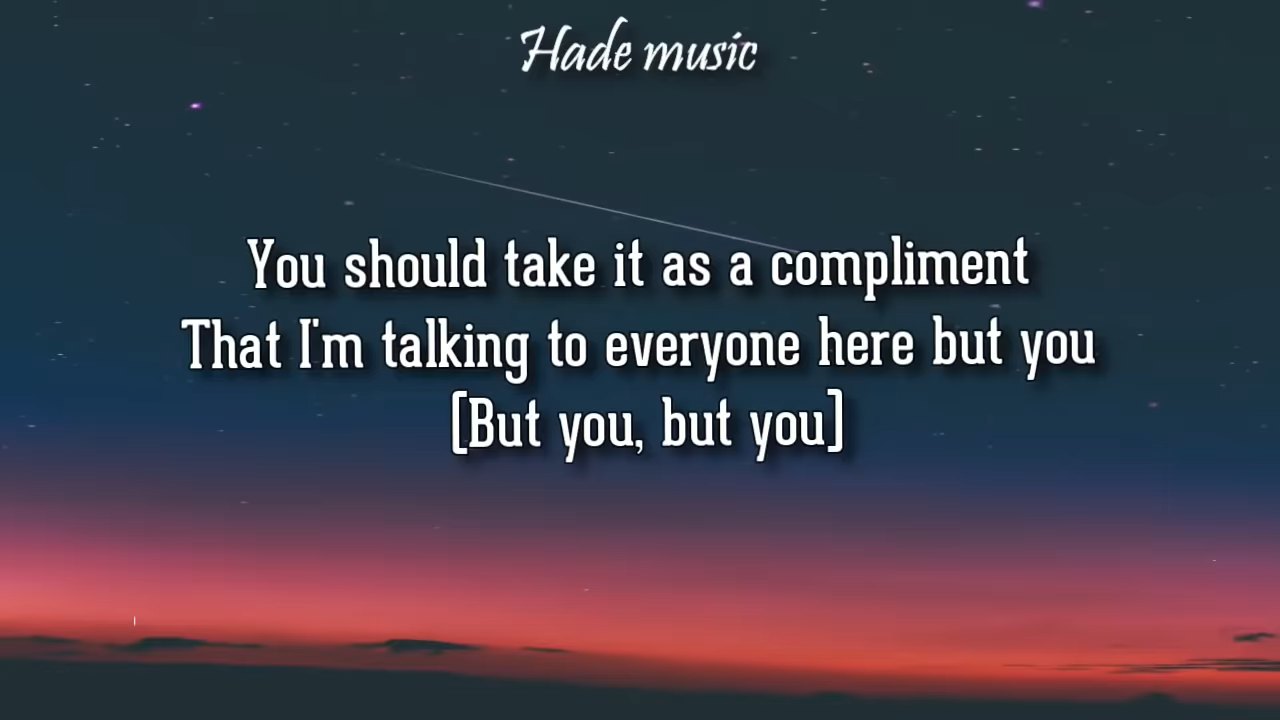 Hade music
You should take it as a compliment
That I'm talking to everyone here but you
[But you, but you]